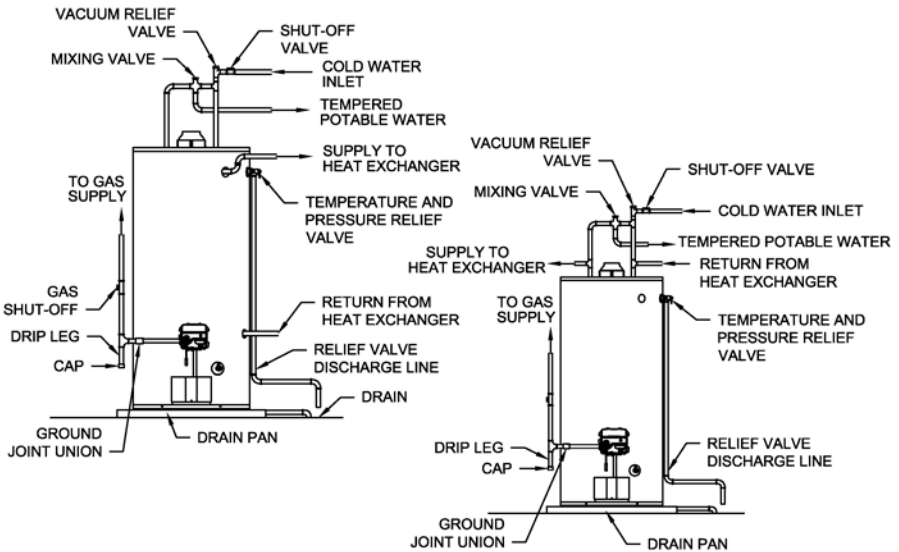 VACUUM RELIEF
VALVE
SHUT-OFF
VALVE
MIXING VALVE
COLD WATER
INLET
TEMPERED
POTABLE WATER
SUPPLY TO
HEAT EXCHANGER
TO GAS
SUPPLY
TEMPERATURE AND
PRESSURE RELIEF
VALVE
GAS
SHUT-OFF
RETURN FROM
HEAT EXCHANGER
DRIP LEG
RELIEF VALVE
DISCHARGE LINE
CAP
DRAIN
GROUND
JOINT UNION
DRAIN PAN
VACUUM RELIEF
VALVE
SHUT-OFF VALVE
MIXING VALVE
COLD WATER INLET
TEMPERED POTABLE WATER
SUPPLY TO
HEAT EXCHANGER
RETURN FROM
HEAT EXCHANGER
TO GAS
SUPPLY
TEMPERATURE AND
PRESSURE RELIEF
VALVE
DRIP LEG
CAP
RELIEF VALVE
DISCHARGE LINE
GROUND
JOINT UNION
DRAIN PAN